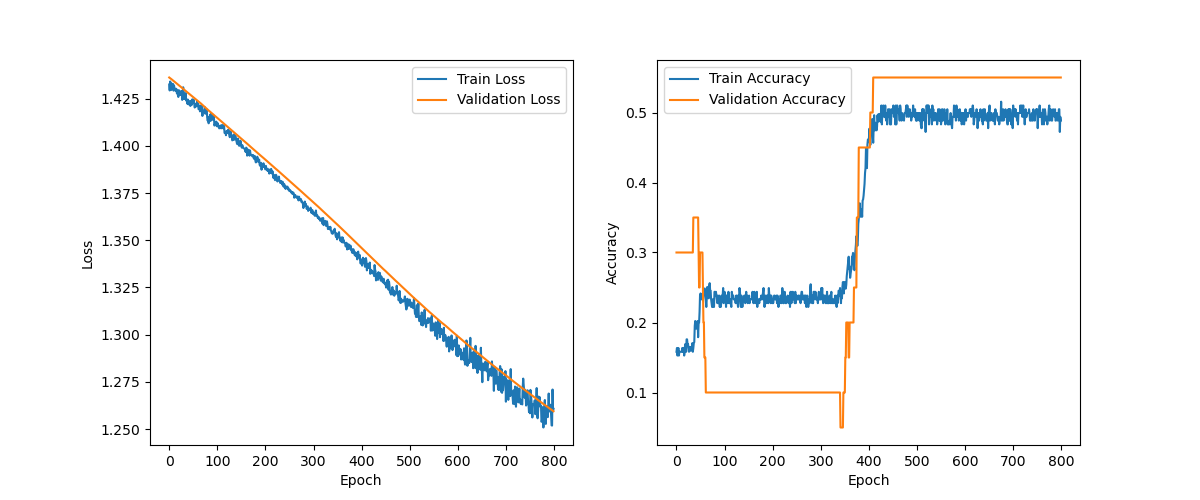 Train Loss
Validation Loss
1.425
1.400
1.375
1.350
1.325
1.300
1.275
1.250
Loss
0 100 200 300 400 500 600 700 800
Epoch
Train Accuracy
Validation Accuracy
0.5
0.4
0.3
0.2
0.1
Accuracy
0 100 200 300 400 500 600 700 800
Epoch